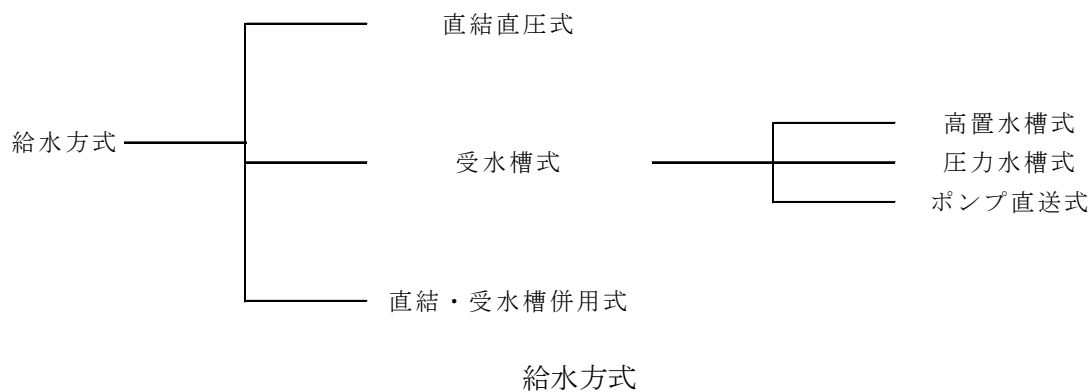 直結直圧式
給水方式
受水槽式
高置水槽式
圧力水槽式
ポンプ直送式
直結・受水槽併用式
給水方式